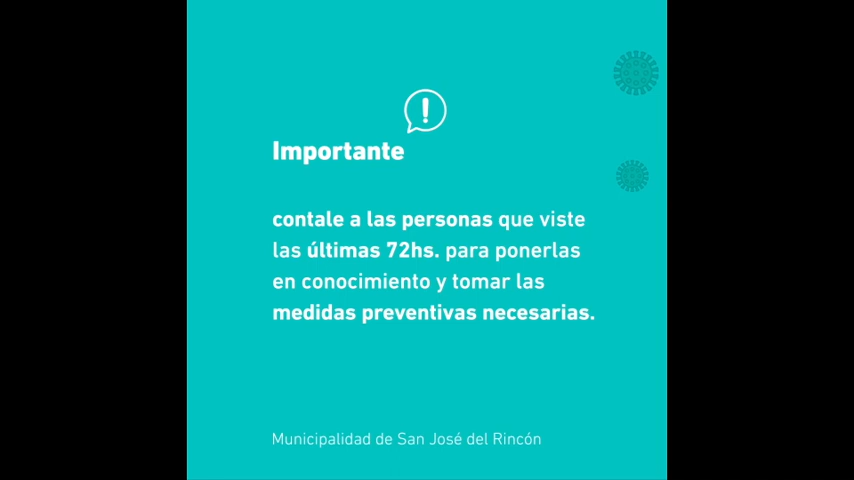 !
Importante
contale a las personas que viste
las últimas 72hs. para ponerlas
en conocimiento y tomar las
medidas preventivas necesarias.
Municipalidad de San José del Rincón